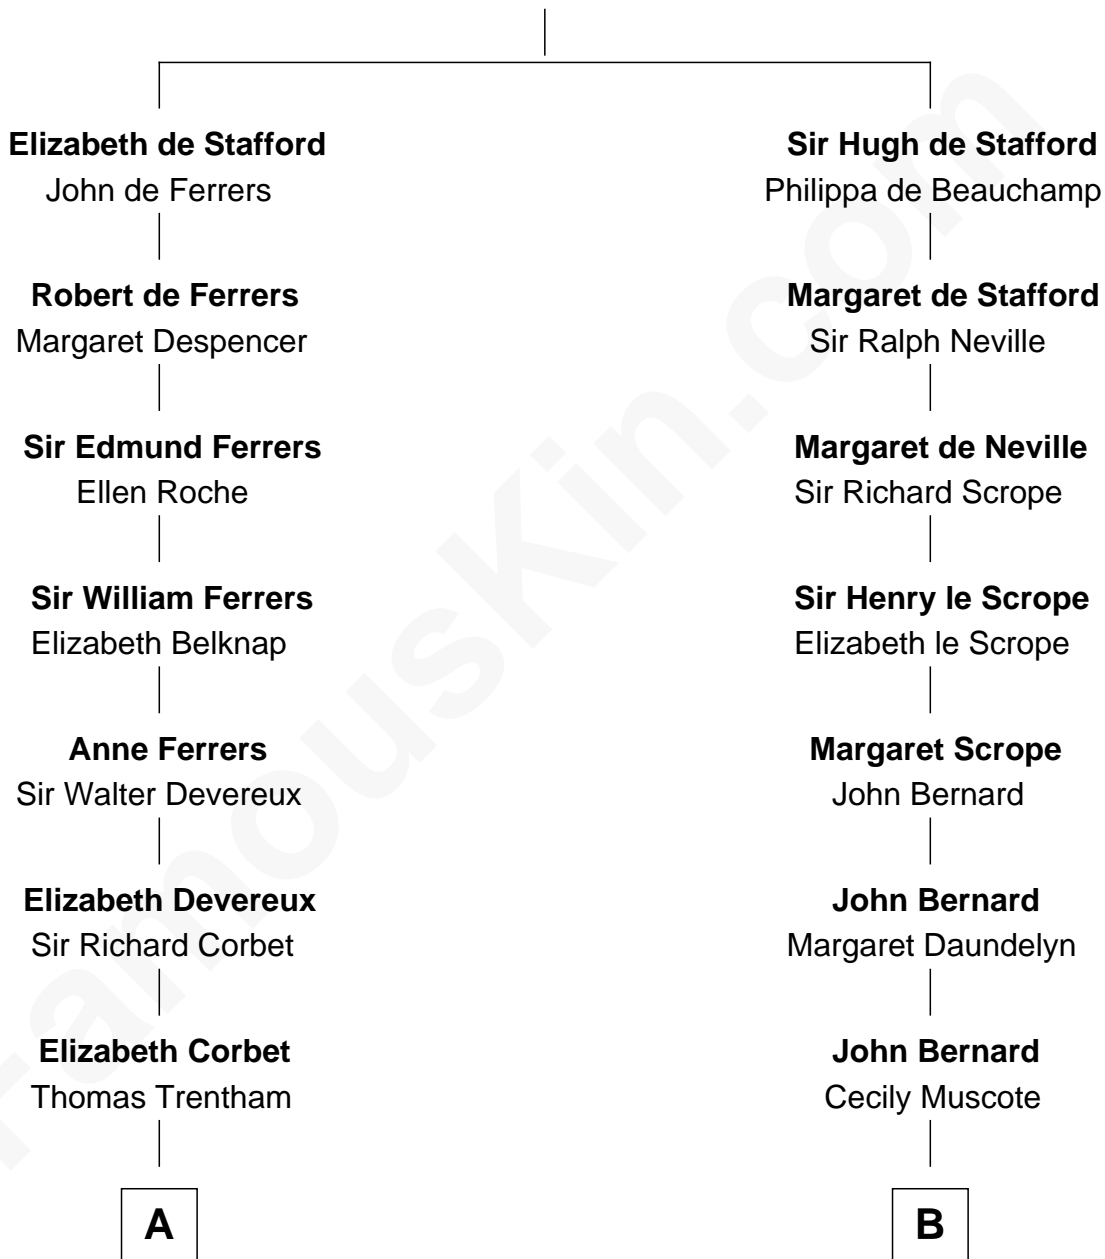 Elizabeth de Stafford
John de Ferrers
Sir Hugh de Stafford
Philippa de Beauchamp
Robert de Ferrers
Margaret Despencer
Margaret de Stafford
Sir Ralph Neville
Sir Edmund Ferrers
Ellen Roche
Margaret de Neville
Sir Richard Scrope
Sir William Ferrers
Elizabeth Belknap
Sir Henry le Scrope
Elizabeth le Scrope
Anne Ferrers
Sir Walter Devereux
Margaret Scrope
John Bernard
Elizabeth Devereux
Sir Richard Corbet
John Bernard
Margaret Daundelyn
Elizabeth Corbet
Thomas Trentham
John Bernard
Cecily Muscote
A
B
FamousKin.com